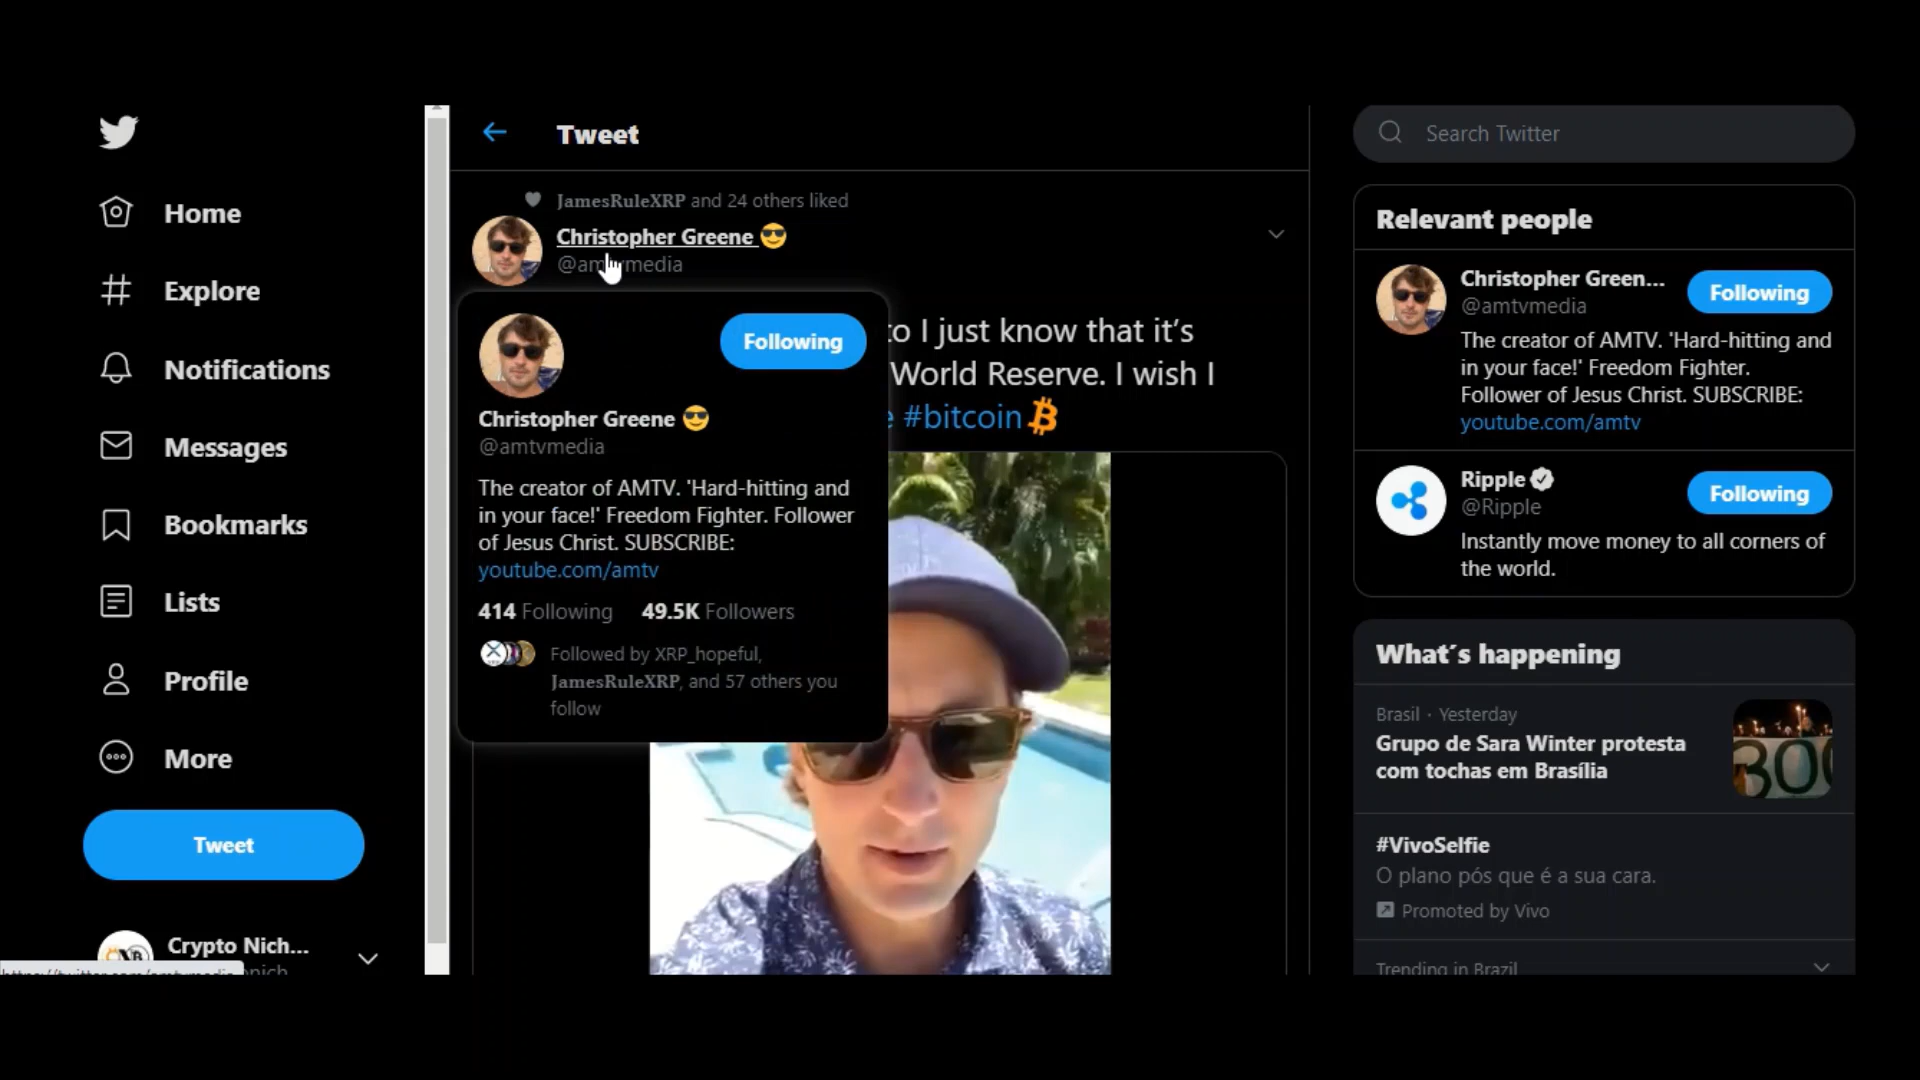 Home
Explore
Notifications
Messages
Bookmarks
Lists
Profile
More
Tweet
Crypto Nich...
Tweet
JamesRuleXRP and 24 others liked
Christopher Greene 😎
to I just know that it's
World Reserve. I wish I
#bitcoin
Following
Christopher Greene 😎
@amtvmedia
The creator of AMTV. 'Hard-hitting and
in your face!' Freedom Fighter. Follower
of Jesus Christ. SUBSCRIBE:
youtube.com/amtv
414 Following 49.5K Followers
Followed by XRP_hopeful,
JamesRuleXRP, and 57 others you
follow
Search Twitter
Relevant people
Christopher Green...
@amtvmedia
Following
The creator of AMTV. 'Hard-hitting and
in your face!' Freedom Fighter.
Follower of Jesus Christ. SUBSCRIBE:
youtube.com/amtv
Ripple
@Ripple
Following
Instantly move money to all corners of
the world.
What´s happening
Brasil · Yesterday
Grupo de Sara Winter protesta
com tochas em Brasília
300
#VivoSelfie
O plano pós que é a sua cara.
Promoted by Vivo
Trending in Brazil